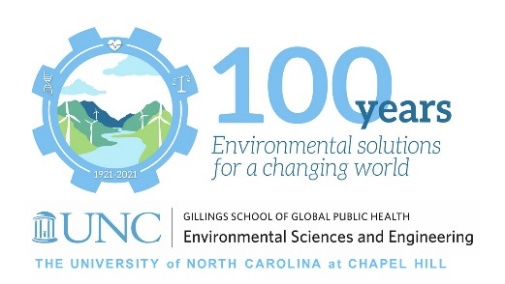 1921-2021
100
years
Environmental solutions
for a changing world
UNC
GILLINGS SCHOOL OF GLOBAL PUBLIC HEALTH
Environmental Sciences and Engineering
THE UNIVERSITY of NORTH CAROLINA at CHAPEL HILL